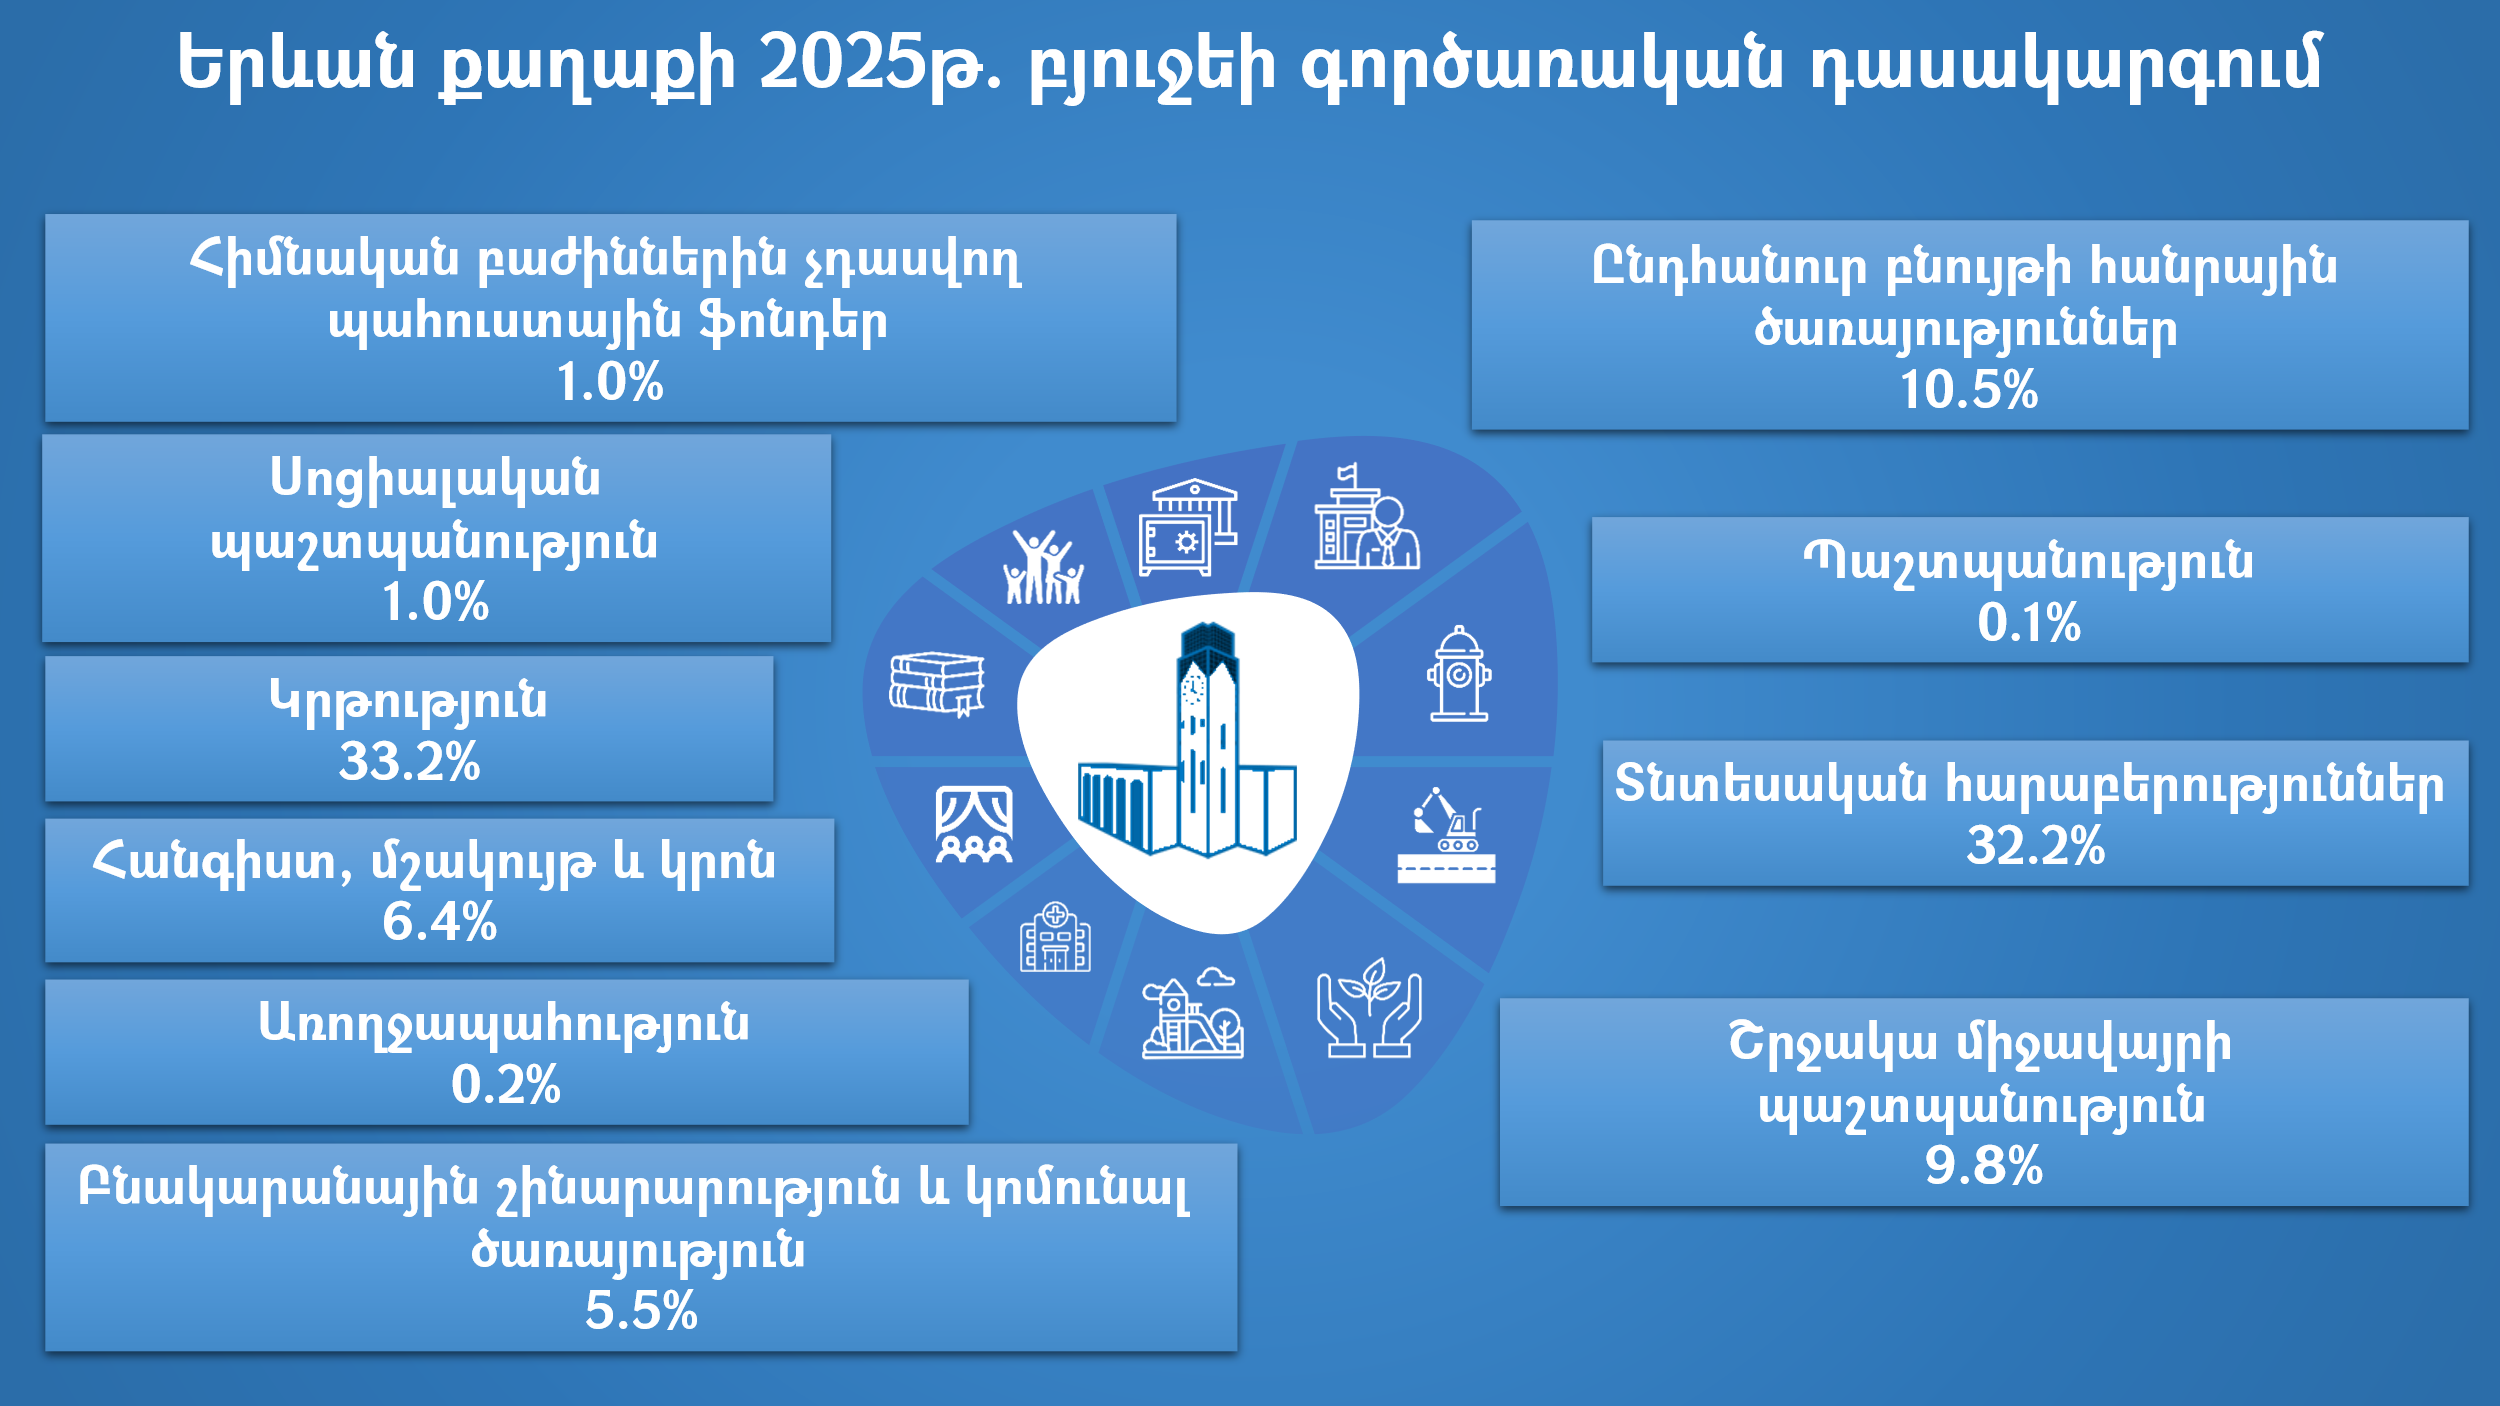 Երևան քաղաքի 2025թ. բյուջեի գործառական դասակարգում
Հիմնական բաժիններին չդասվող
պահուստային ֆոնդեր
1.0%
Սոցիալական
պաշտպանություն
1.0%
Կրթություն
33.2%
Հանգիստ, մշակույթ և կրոն
6.4%
Առողջապահություն
0.2%
Բնակարանային շինարարություն և կոմունալ
ծառայություն
5.5%
Ընդհանուր բնույթի հանրային
ծառայություններ
10.5%
Պաշտպանություն
0.1%
Տնտեսական հարաբերություններ
32.2%
Շրջակա միջավայրի
պաշտպանություն
9.8%